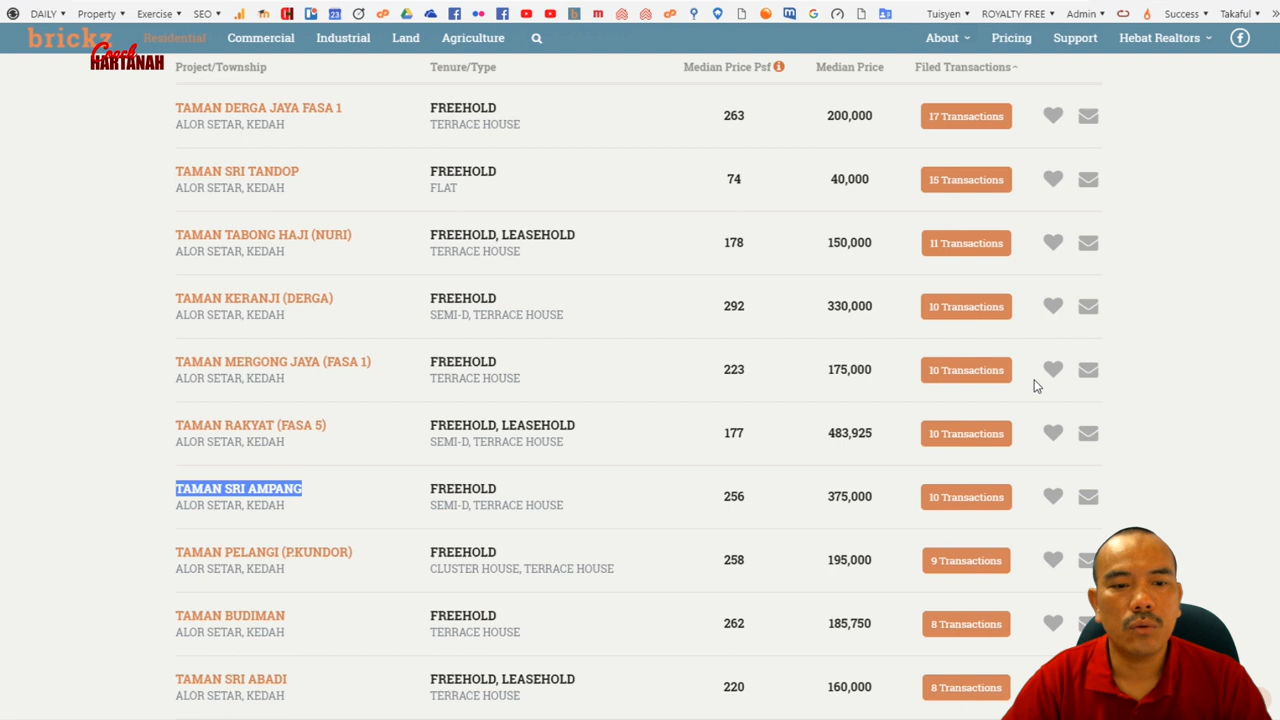 DAILY Property Exercise SEO Tuisyen ROYALTY FREE Admin Success Takaful
brickz Residential Commercial Industrial Land Agriculture About Pricing Support Hebat Realtors
Coach
HARTANAH
Project/Township Tenure/Type Median Price Psf Median Price Filed Transactions
TAMAN DERGA JAYA FASA 1 FREEHOLD 263 200,000 17 Transactions
ALOR SETAR, KEDAH TERRACE HOUSE
TAMAN SRI TANDOP FREEHOLD 74 40,000 15 Transactions
ALOR SETAR, KEDAH FLAT
TAMAN TABONG HAJI (NURI) FREEHOLD, LEASEHOLD 178 150,000 11 Transactions
ALOR SETAR, KEDAH TERRACE HOUSE
TAMAN KERANJI (DERGA) FREEHOLD 292 330,000 10 Transactions
ALOR SETAR, KEDAH SEMI-D, TERRACE HOUSE
TAMAN MERGONG JAYA (FASA 1) FREEHOLD 223 175,000 10 Transactions
ALOR SETAR, KEDAH TERRACE HOUSE
TAMAN RAKYAT (FASA 5) FREEHOLD, LEASEHOLD 177 483,925 10 Transactions
ALOR SETAR, KEDAH SEMI-D, TERRACE HOUSE
TAMAN SRI AMPANG FREEHOLD 256 375,000 10 Transactions
ALOR SETAR, KEDAH SEMI-D, TERRACE HOUSE
TAMAN PELANGI (P.KUNDOR) FREEHOLD 258 195,000 9 Transactions
ALOR SETAR, KEDAH CLUSTER HOUSE, TERRACE HOUSE
TAMAN BUDIMAN FREEHOLD 262 185,750 8 Transactions
ALOR SETAR, KEDAH TERRACE HOUSE
TAMAN SRI ABADI FREEHOLD, LEASEHOLD 220 160,000 8 Transactions
ALOR SETAR, KEDAH TERRACE HOUSE